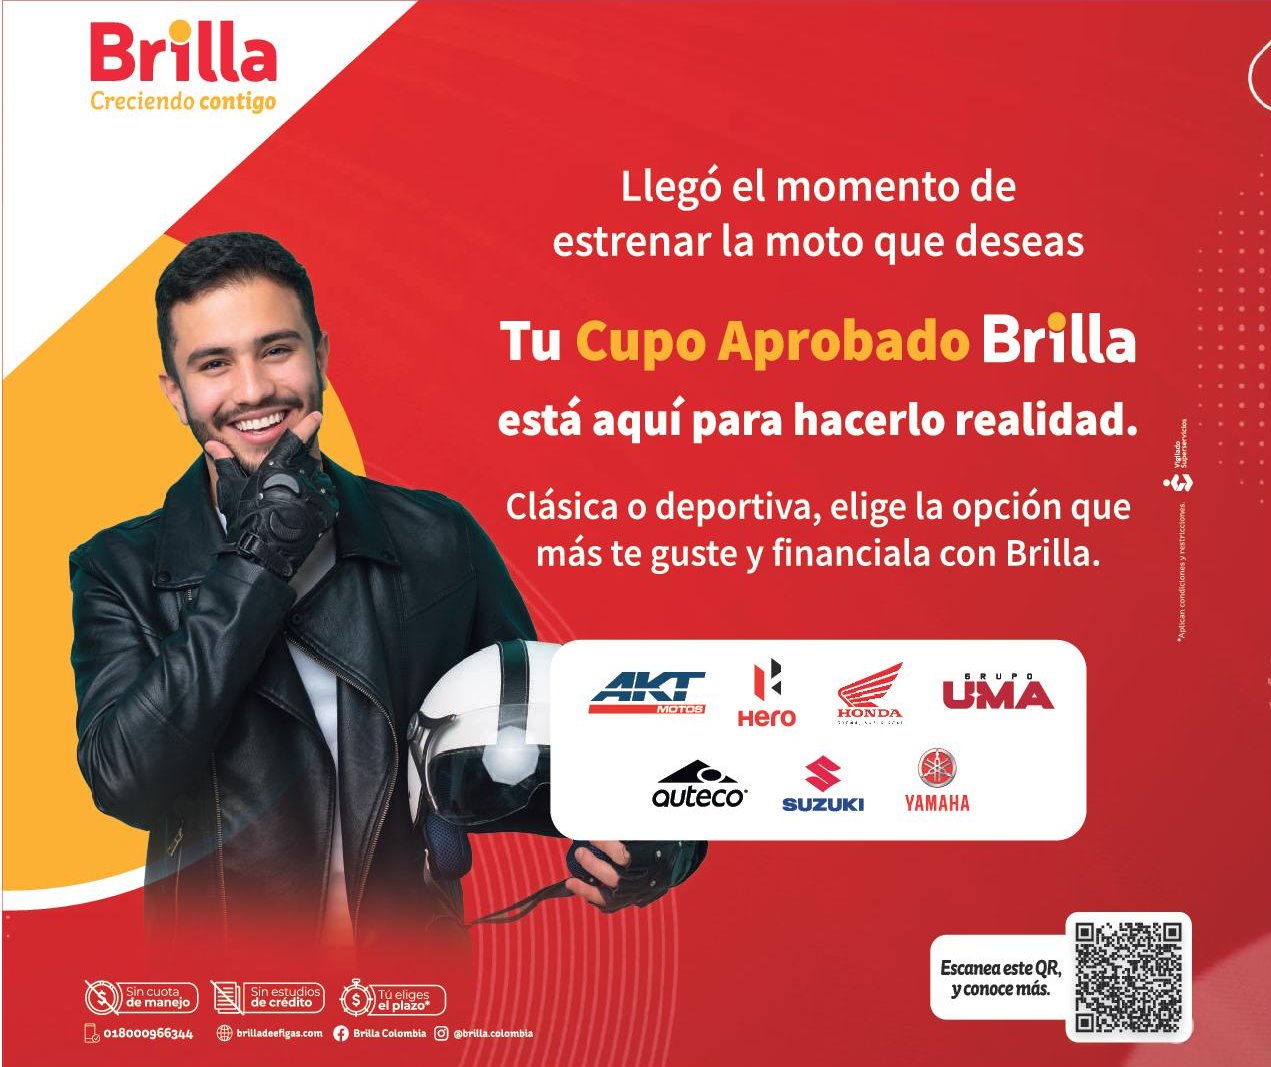 Brilla
Creciendo contigo
Llegó el momento de
estrenar la moto que deseas
Tu Cupo Aprobado Brilla
está aquí para hacerlo realidad.
Clásica o deportiva, elige la opción que
más te guste y financiala con Brilla.
AKT
MOTOS
Hero
HONDA
GRUPO
UMA
auteco
SUZUKI
YAMAHA
*Aplican condiciones y restricciones.
Vigilado
Superservicios
Escanea este QR,
y conoce más.
Sin cuota
de manejo
Sin estudios
de crédito
Tú eliges
el plazo*
018000966344
brilladeefigas.com
Brilla Colombia
@brilla.colombia